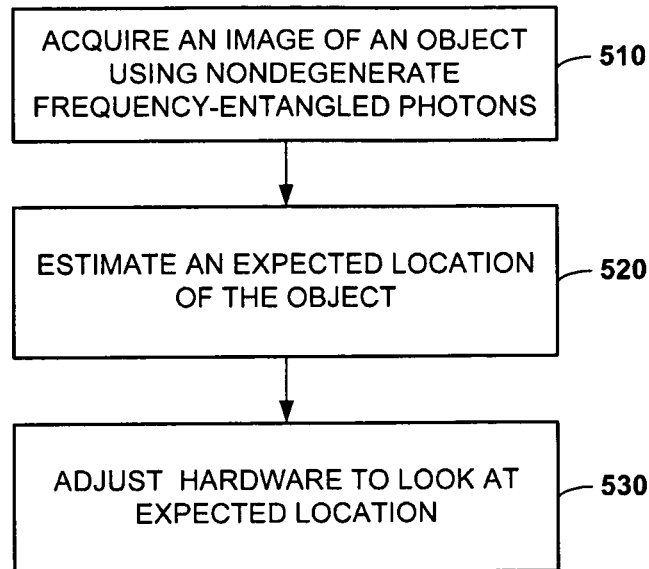 ACQUIRE AN IMAGE OF AN OBJECT
USING NONDEGENERATE
FREQUENCY-ENTANGLED PHOTONS
510
ESTIMATE AN EXPECTED LOCATION
OF THE OBJECT
520
ADJUST HARDWARE TO LOOK AT
EXPECTED LOCATION
530